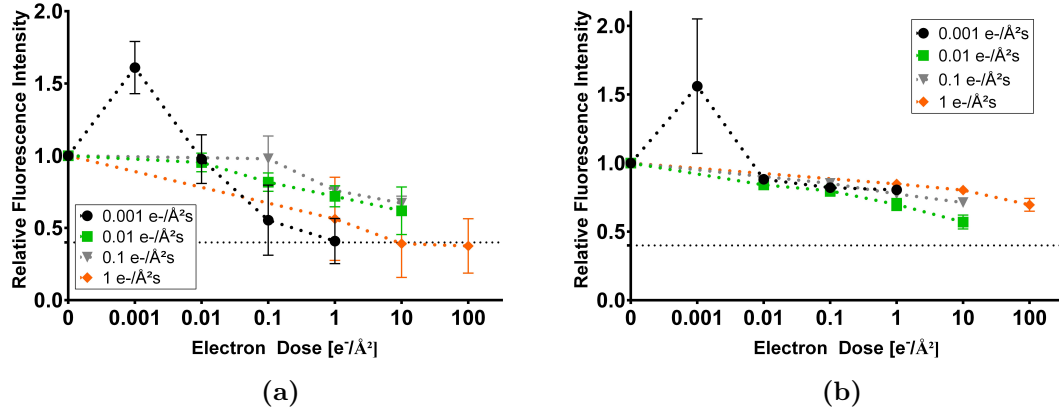 Relative Fluorescence Intensity
2.0
1.5
1.0
0.5
0.0
0.001 e-/Å²s
0.01 e-/Å²s
0.1 e-/Å²s
1 e-/Å²s
0 0.001 0.01 0.1 1 10 100
Electron Dose [e⁻/Å²]
(a)
Relative Fluorescence Intensity
2.0
1.5
1.0
0.5
0.0
0.001 e-/Å²s
0.01 e-/Å²s
0.1 e-/Å²s
1 e-/Å²s
0 0.001 0.01 0.1 1 10 100
Electron Dose [e⁻/Å²]
(b)